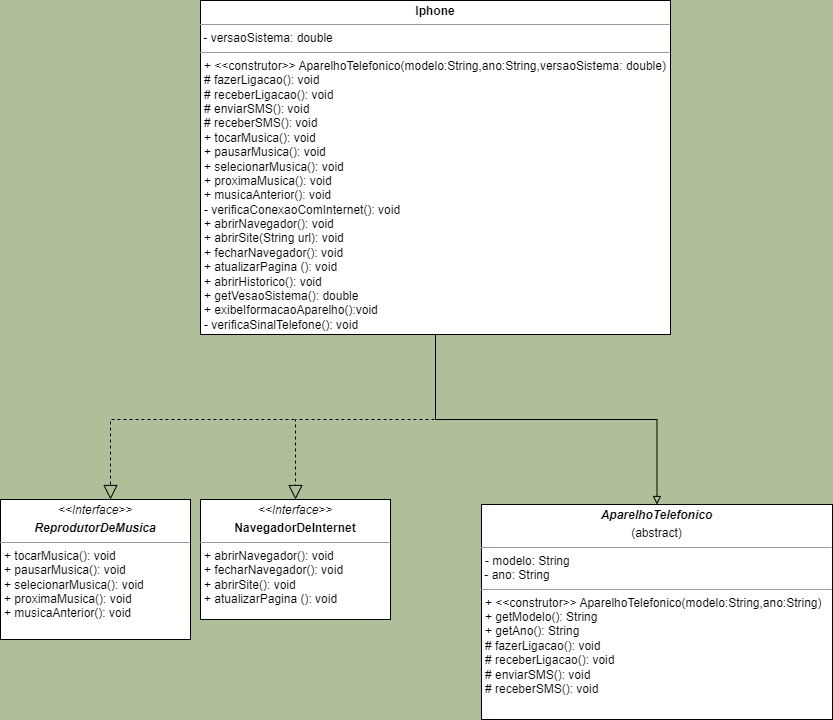 Iphone
- versaoSistema: double
+ <<construtor>> AparelhoTelefonico(modelo:String,ano:String,versaoSistema: double)
# fazerLigacao(): void
# receberLigacao(): void
# enviarSMS(): void
# receberSMS(): void
+ tocarMusica(): void
+ pausarMusica(): void
+ selecionarMusica(): void
+ proximaMusica(): void
+ musicaAnterior(): void
- verificaConexaoComInternet(): void
+ abrirNavegador(): void
+ abrirSite(String url): void
+ fecharNavegador(): void
+ atualizarPagina (): void
+ abrirHistorico(): void
+ getVesaoSistema(): double
+ exibeIformacaoAparelho():void
- verificaSinalTelefone(): void
<<Interface>>
ReprodutorDeMusica
+ tocarMusica(): void
+ pausarMusica(): void
+ selecionarMusica(): void
+ proximaMusica(): void
+ musicaAnterior(): void
<<Interface>>
NavegadorDeInternet
+ abrirNavegador(): void
+ fecharNavegador(): void
+ abrirSite(): void
+ atualizarPagina (): void
AparelhoTelefonico
(abstract)
- modelo: String
- ano: String
+ <<construtor>> AparelhoTelefonico(modelo:String,ano:String)
+ getModelo(): String
+ getAno(): String
# fazerLigacao(): void
# receberLigacao(): void
# enviarSMS(): void
# receberSMS(): void